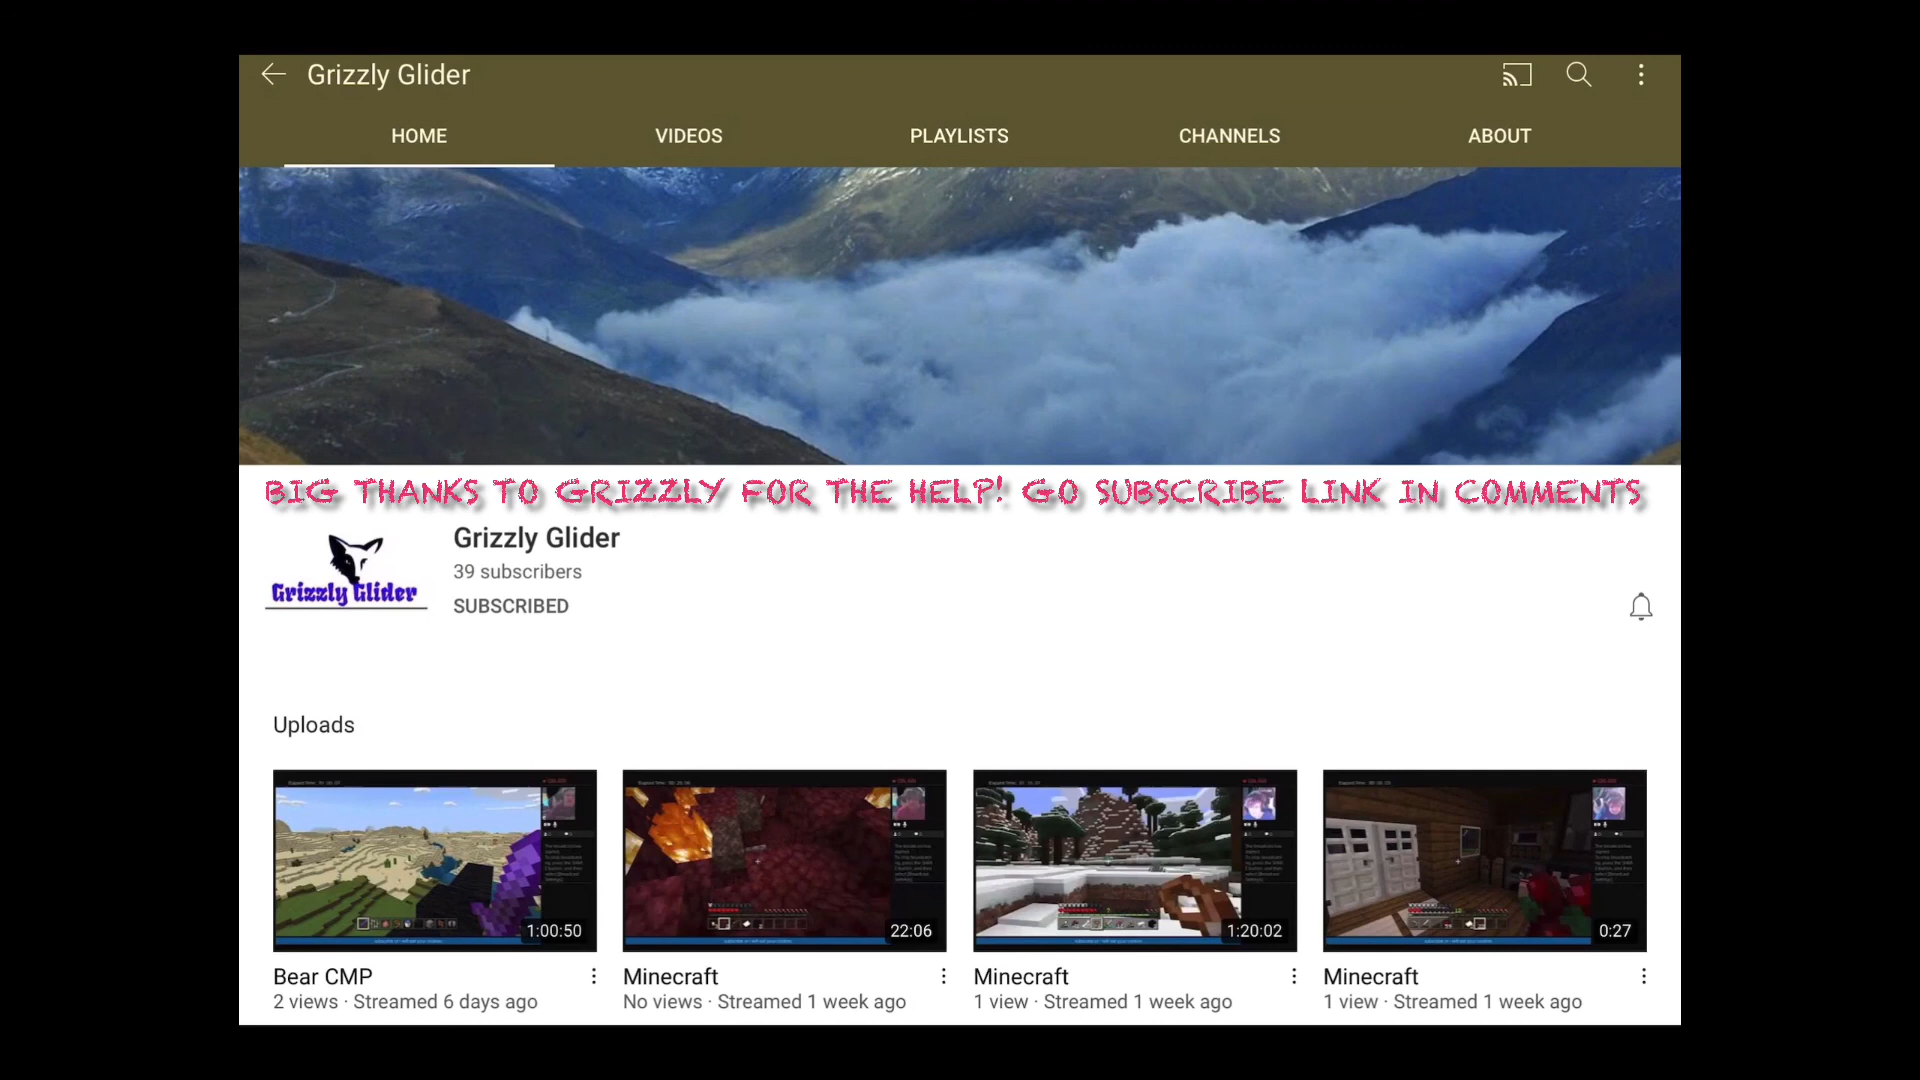 Grizzly Glider
HOME VIDEOS PLAYLISTS CHANNELS ABOUT
BIG THANKS TO GRIZZLY FOR THE HELP! GO SUBSCRIBE LINK IN COMMENTS
Grizzly Glider
Grizzly Glider
39 subscribers
SUBSCRIBED
Uploads
1:00:50 22:06 1:20:02 0:27
Bear CMP Minecraft Minecraft Minecraft
2 views · Streamed 6 days ago No views · Streamed 1 week ago 1 view · Streamed 1 week ago 1 view · Streamed 1 week ago